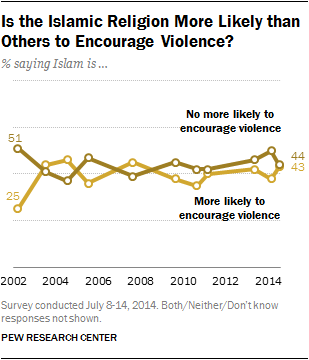 Is the Islamic Religion More Likely than
Others to Encourage Violence?
% saying Islam is ...
No more likely to
encourage violence
51
44
43
25
More likely to
encourage violence
2002 2004 2006 2008 2010 2012 2014
Survey conducted July 8-14, 2014. Both/Neither/Don't know
responses not shown.
PEW RESEARCH CENTER